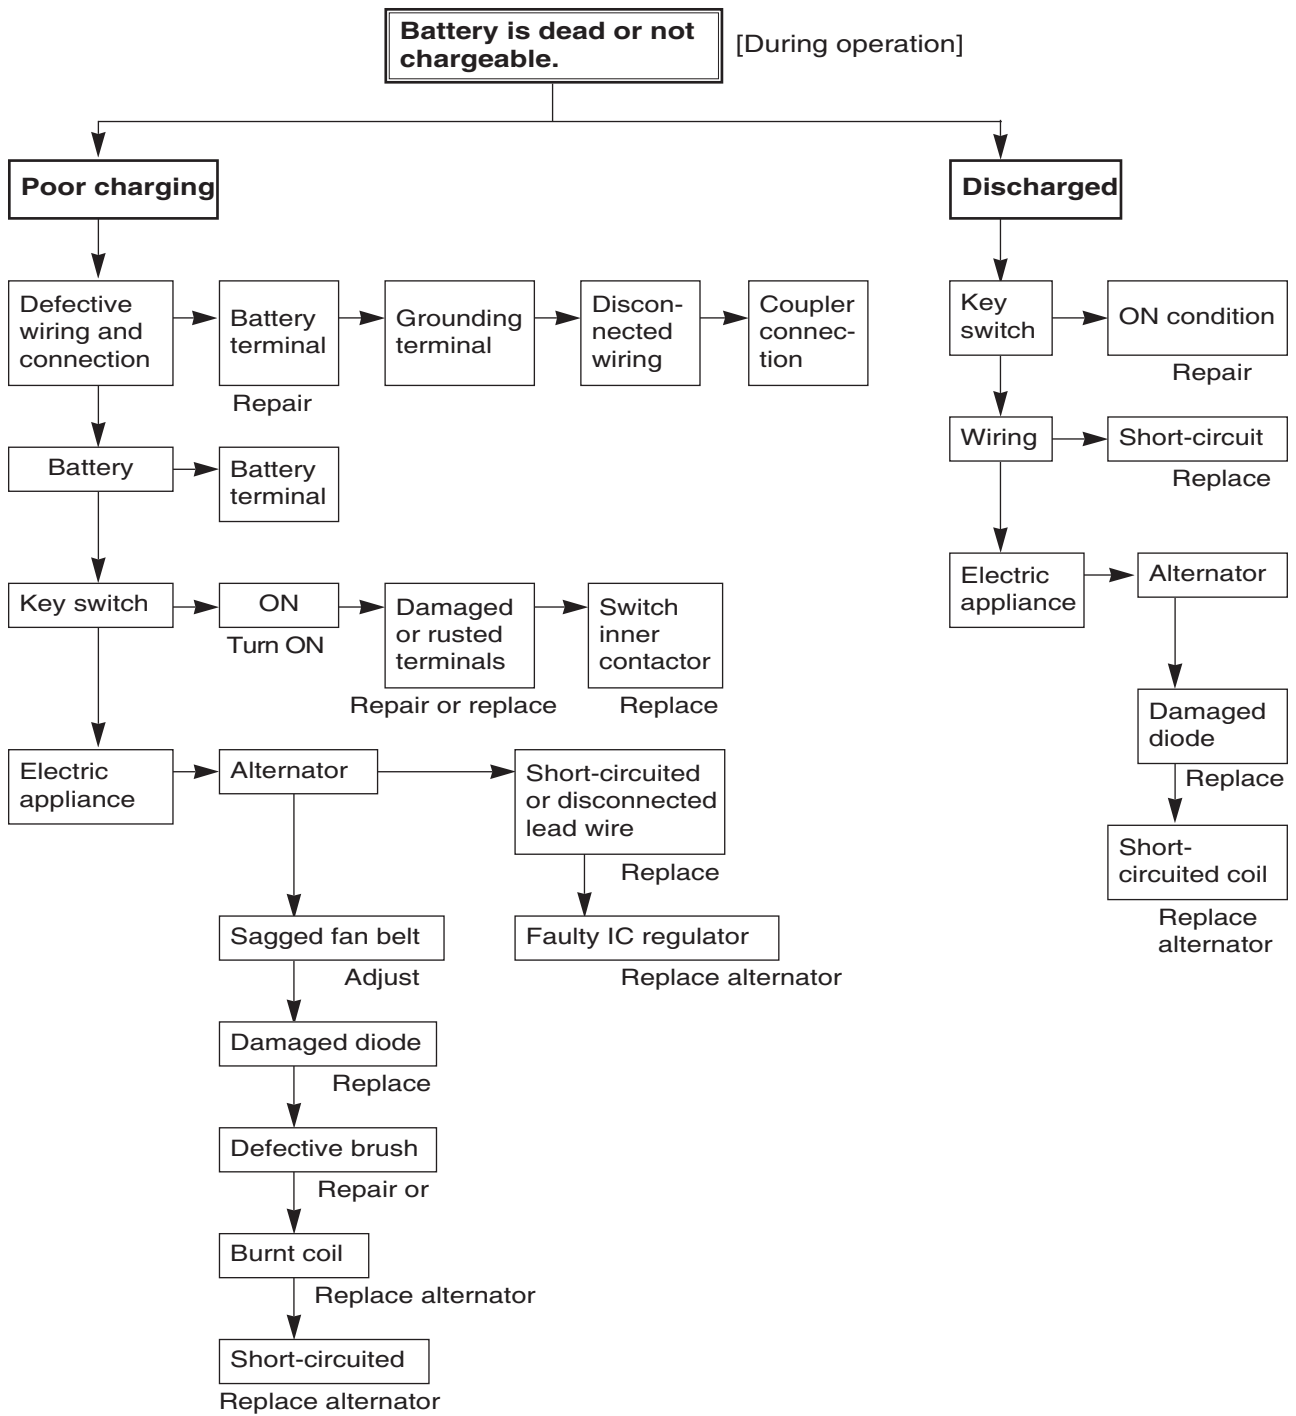 Battery is dead or not
chargeable.
[During operation]
Poor charging
Discharged
Defective
wiring and
connection
Battery
terminal
Repair
Grounding
terminal
Discon-
nected
wiring
Coupler
connec-
tion
Key
switch
ON condition
Repair
Battery
Battery
terminal
Wiring
Short-circuit
Replace
Key switch
ON
Turn ON
Damaged
or rusted
terminals
Repair or replace
Switch
inner
contactor
Replace
Electric
appliance
Alternator
Damaged
diode
Replace
Short-
circuited coil
Replace
alternator
Electric
appliance
Alternator
Short-circuited
or disconnected
lead wire
Replace
Faulty IC regulator
Replace alternator
Sagged fan belt
Adjust
Damaged diode
Replace
Defective brush
Repair or
Burnt coil
Replace alternator
Short-circuited
Replace alternator